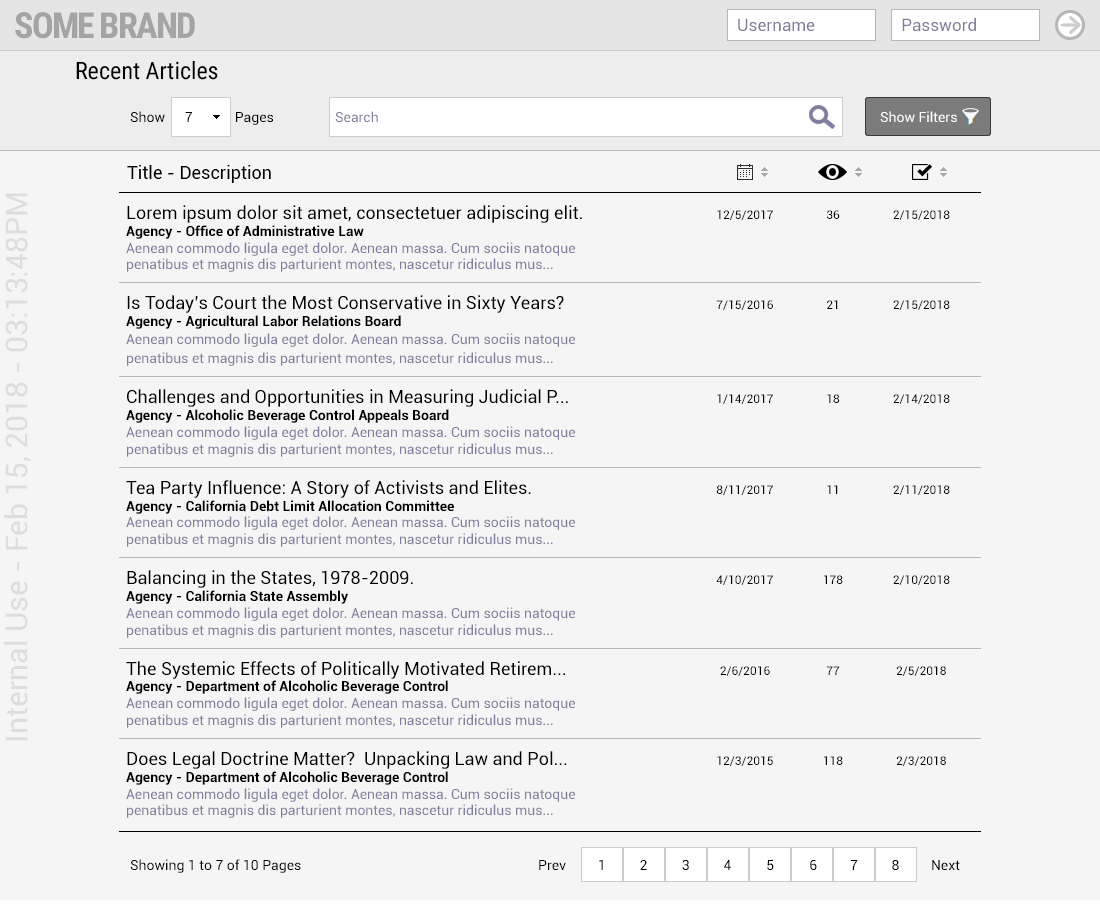 SOME BRAND
Username
Password
Recent Articles
Show 7 Pages
Search
Show Filters
Title - Description
Lorem ipsum dolor sit amet, consectetuer adipiscing elit. 12/5/2017 36 2/15/2018
Agency - Office of Administrative Law
Aenean commodo ligula eget dolor. Aenean massa. Cum sociis natoque
penatibus et magnis dis parturient montes, nascetur ridiculus mus...
Is Today's Court the Most Conservative in Sixty Years? 7/15/2016 21 2/15/2018
Agency - Agricultural Labor Relations Board
Aenean commodo ligula eget dolor. Aenean massa. Cum sociis natoque
penatibus et magnis dis parturient montes, nascetur ridiculus mus...
Challenges and Opportunities in Measuring Judicial P... 1/14/2017 18 2/14/2018
Agency - Alcoholic Beverage Control Appeals Board
Aenean commodo ligula eget dolor. Aenean massa. Cum sociis natoque
penatibus et magnis dis parturient montes, nascetur ridiculus mus...
Tea Party Influence: A Story of Activists and Elites. 8/11/2017 11 2/11/2018
Agency - California Debt Limit Allocation Committee
Aenean commodo ligula eget dolor. Aenean massa. Cum sociis natoque
penatibus et magnis dis parturient montes, nascetur ridiculus mus...
Balancing in the States, 1978-2009. 4/10/2017 178 2/10/2018
Agency - California State Assembly
Aenean commodo ligula eget dolor. Aenean massa. Cum sociis natoque
penatibus et magnis dis parturient montes, nascetur ridiculus mus...
The Systemic Effects of Politically Motivated Retirem... 2/6/2016 77 2/5/2018
Agency - Department of Alcoholic Beverage Control
Aenean commodo ligula eget dolor. Aenean massa. Cum sociis natoque
penatibus et magnis dis parturient montes, nascetur ridiculus mus...
Does Legal Doctrine Matter?  Unpacking Law and Pol... 12/3/2015 118 2/3/2018
Agency - Department of Alcoholic Beverage Control
Aenean commodo ligula eget dolor. Aenean massa. Cum sociis natoque
penatibus et magnis dis parturient montes, nascetur ridiculus mus...
Showing 1 to 7 of 10 Pages
Prev 1 2 3 4 5 6 7 8 Next
Internal Use - Feb 15, 2018 - 03:13:48PM